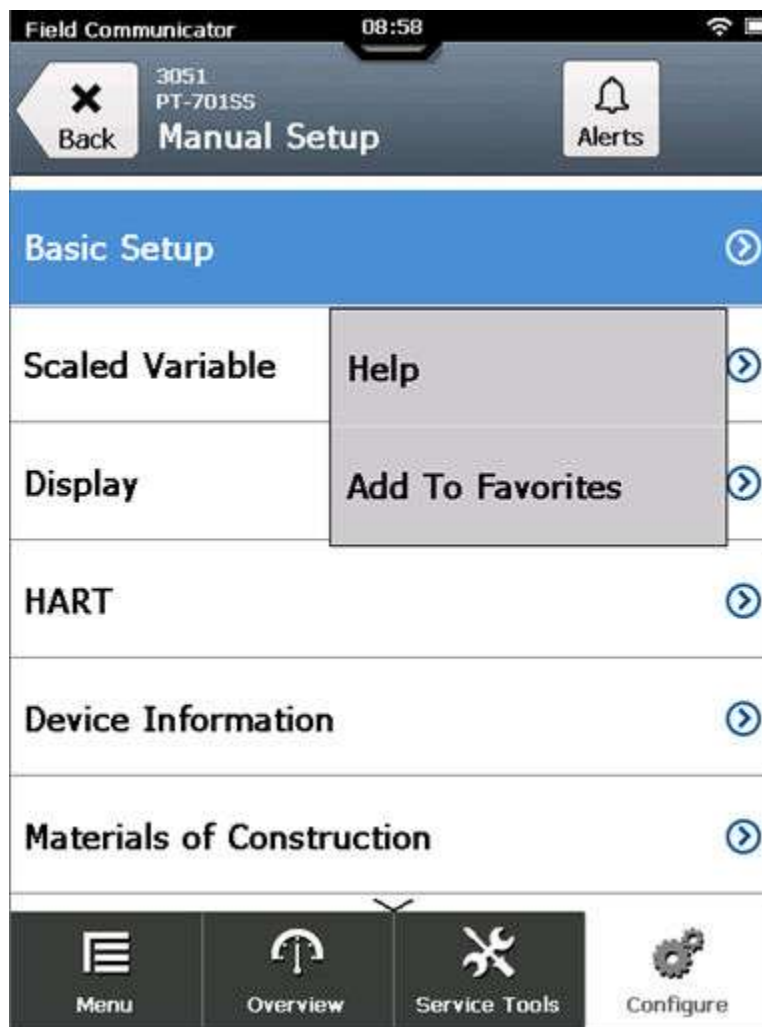 Field Communicator 08:58
3051
PT-701SS
Manual Setup
Back
Alerts
Basic Setup
Scaled Variable
Help
Display
Add To Favorites
HART
Device Information
Materials of Construction
Menu
Overview
Service Tools
Configure